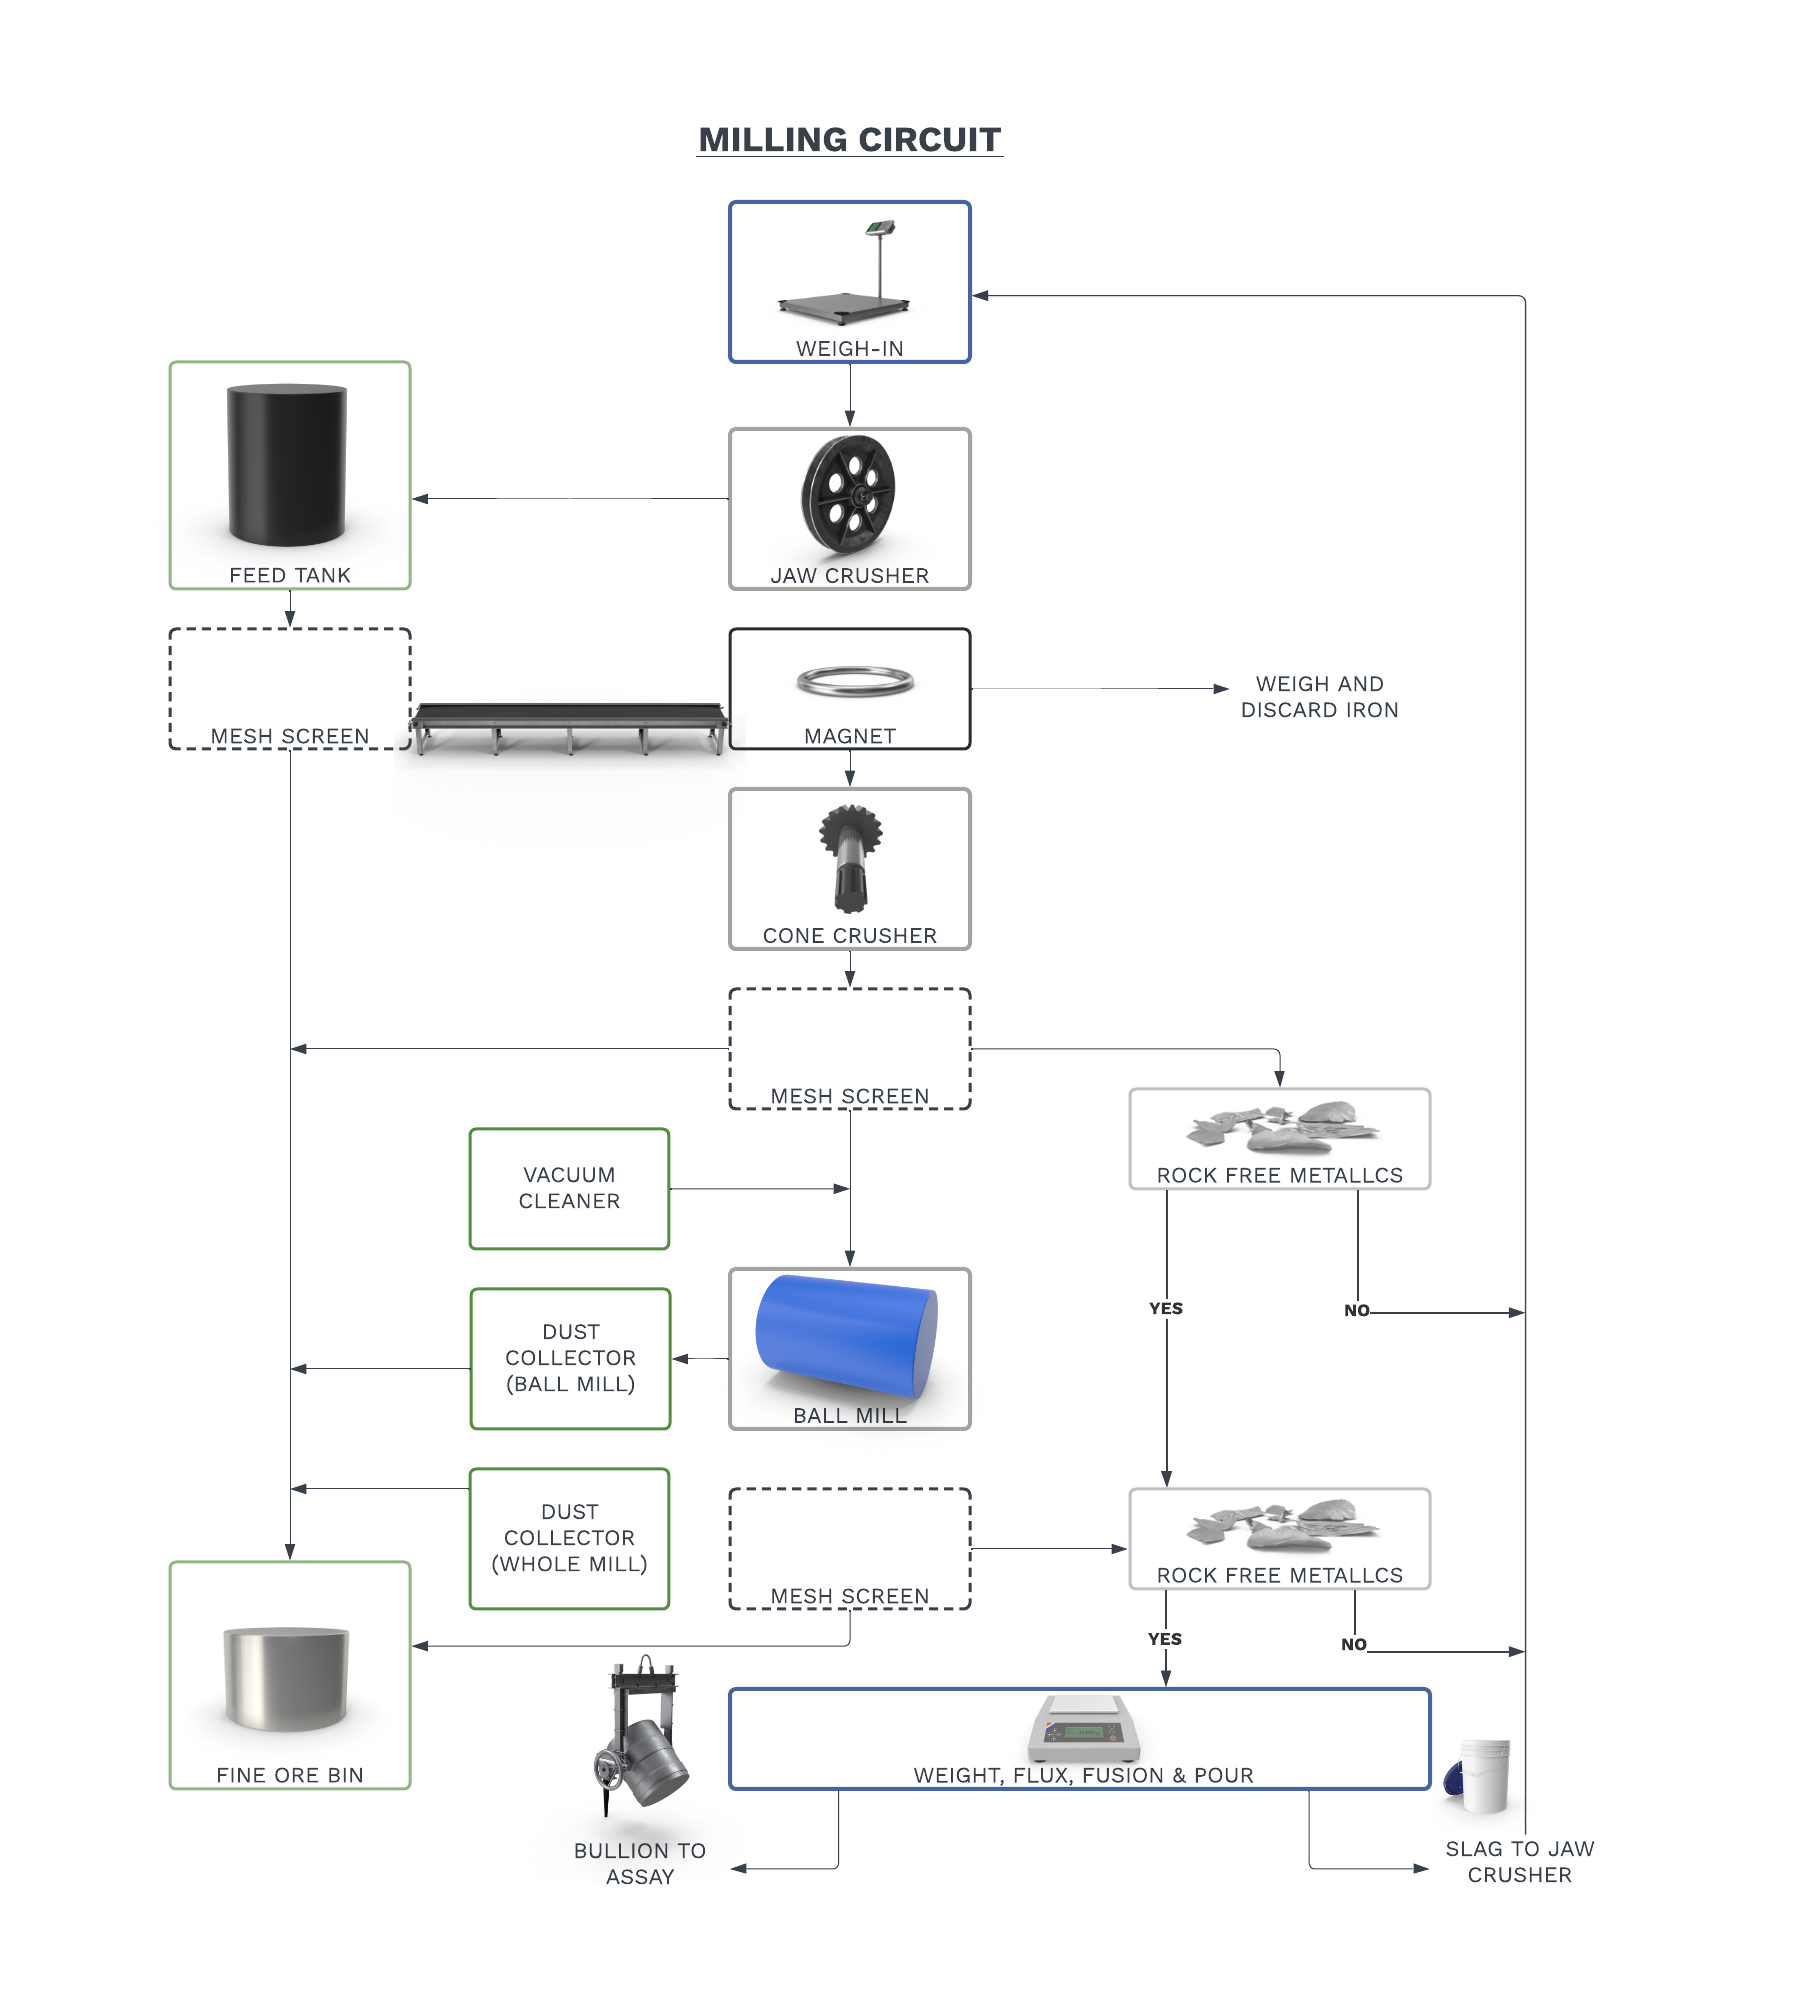 MILLING CIRCUIT
WEIGH-IN
FEED TANK
JAW CRUSHER
MESH SCREEN
MAGNET
WEIGH AND
DISCARD IRON
CONE CRUSHER
MESH SCREEN
VACUUM
CLEANER
ROCK FREE METALLCS
YES
NO
DUST
COLLECTOR
(BALL MILL)
BALL MILL
DUST
COLLECTOR
(WHOLE MILL)
MESH SCREEN
ROCK FREE METALLCS
YES
NO
FINE ORE BIN
WEIGHT, FLUX, FUSION & POUR
BULLION TO
ASSAY
SLAG TO JAW
CRUSHER